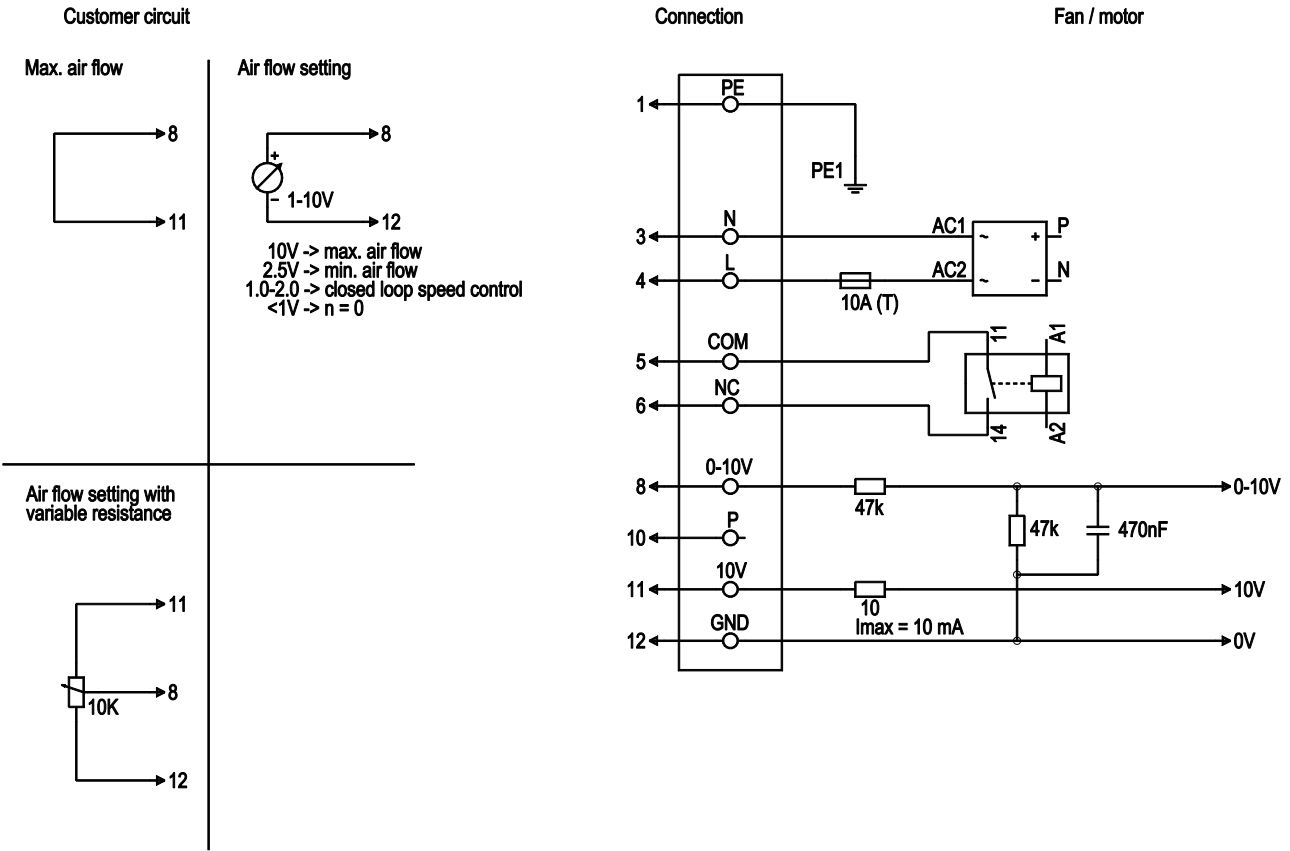 Customer circuit
Connection
Fan / motor
Max. air flow
Air flow setting
8
11
8
+
–
1-10V
12
10V -> max. air flow
2.5V -> min. air flow
1.0-2.0 -> closed loop speed control
<1V -> n = 0
Air flow setting with
variable resistance
11
8
10K
12
PE
1
PE1
N
3
AC1
~
+
P
L
4
10A (T)
AC2
~
–
N
COM
5
11
A1
NC
6
14
A2
0-10V
8
47k
0-10V
P
10
47k
470nF
10V
11
10
Imax = 10 mA
10V
GND
12
0V